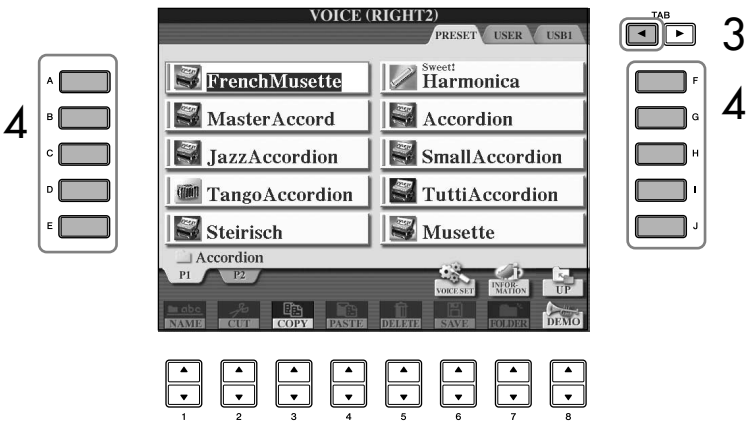 VOICE (RIGHT2)
PRESET USER USB1
TAB
3
4
A
B
C
D
E
FrenchMusette
Sweet!
Harmonica
MasterAccord
Accordion
JazzAccordion
SmallAccordion
TangoAccordion
TuttiAccordion
Steirisch
Musette
F
G
H
I
J
4
Accordion
P1 P2
VOICE SET
INFOR-
MATION
UP
abc
NAME CUT COPY PASTE DELETE SAVE FOLDER DEMO
1 2 3 4 5 6 7 8